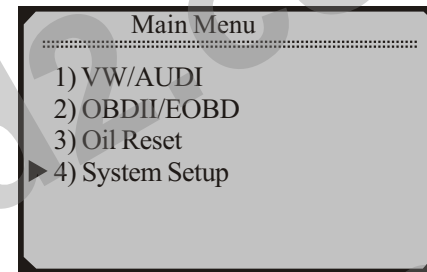 Main Menu
1) VW/AUDI
2) OBDII/EOBD
3) Oil Reset
4) System Setup